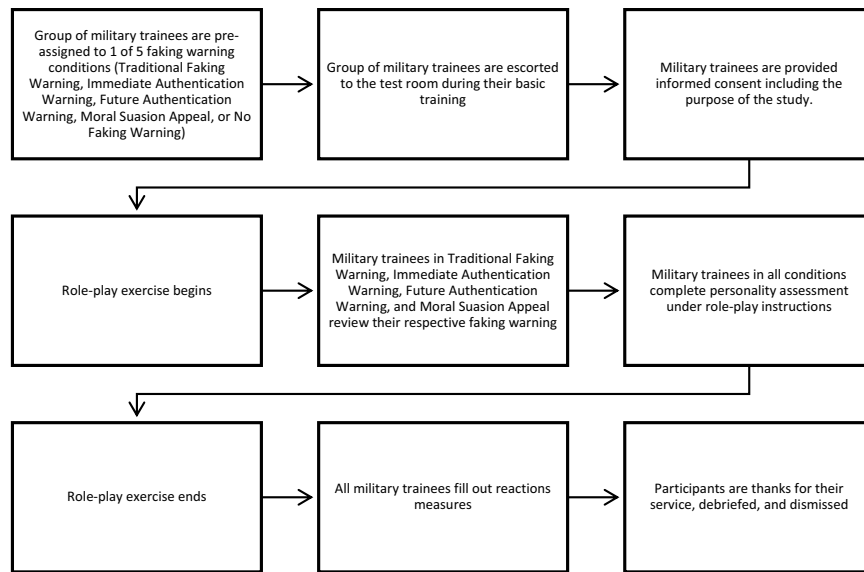 Group of military trainees are pre-
assigned to 1 of 5 faking warning
conditions (Traditional Faking
Warning, Immediate Authentication
Warning, Future Authentication
Warning, Moral Suasion Appeal, or No
Faking Warning)
Group of military trainees are escorted
to the test room during their basic
training
Military trainees are provided
informed consent including the
purpose of the study.
Role-play exercise begins
Military trainees in Traditional Faking
Warning, Immediate Authentication
Warning, Future Authentication
Warning, and Moral Suasion Appeal
review their respective faking warning
Military trainees in all conditions
complete personality assessment
under role-play instructions
Role-play exercise ends
All military trainees fill out reactions
measures
Participants are thanks for their
service, debriefed, and dismissed